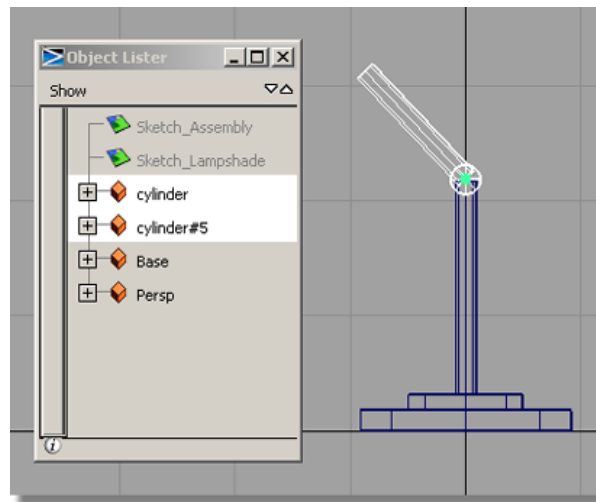 Object Lister
Show
Sketch_Assembly
Sketch_Lampshade
cylinder
cylinder#5
Base
Persp